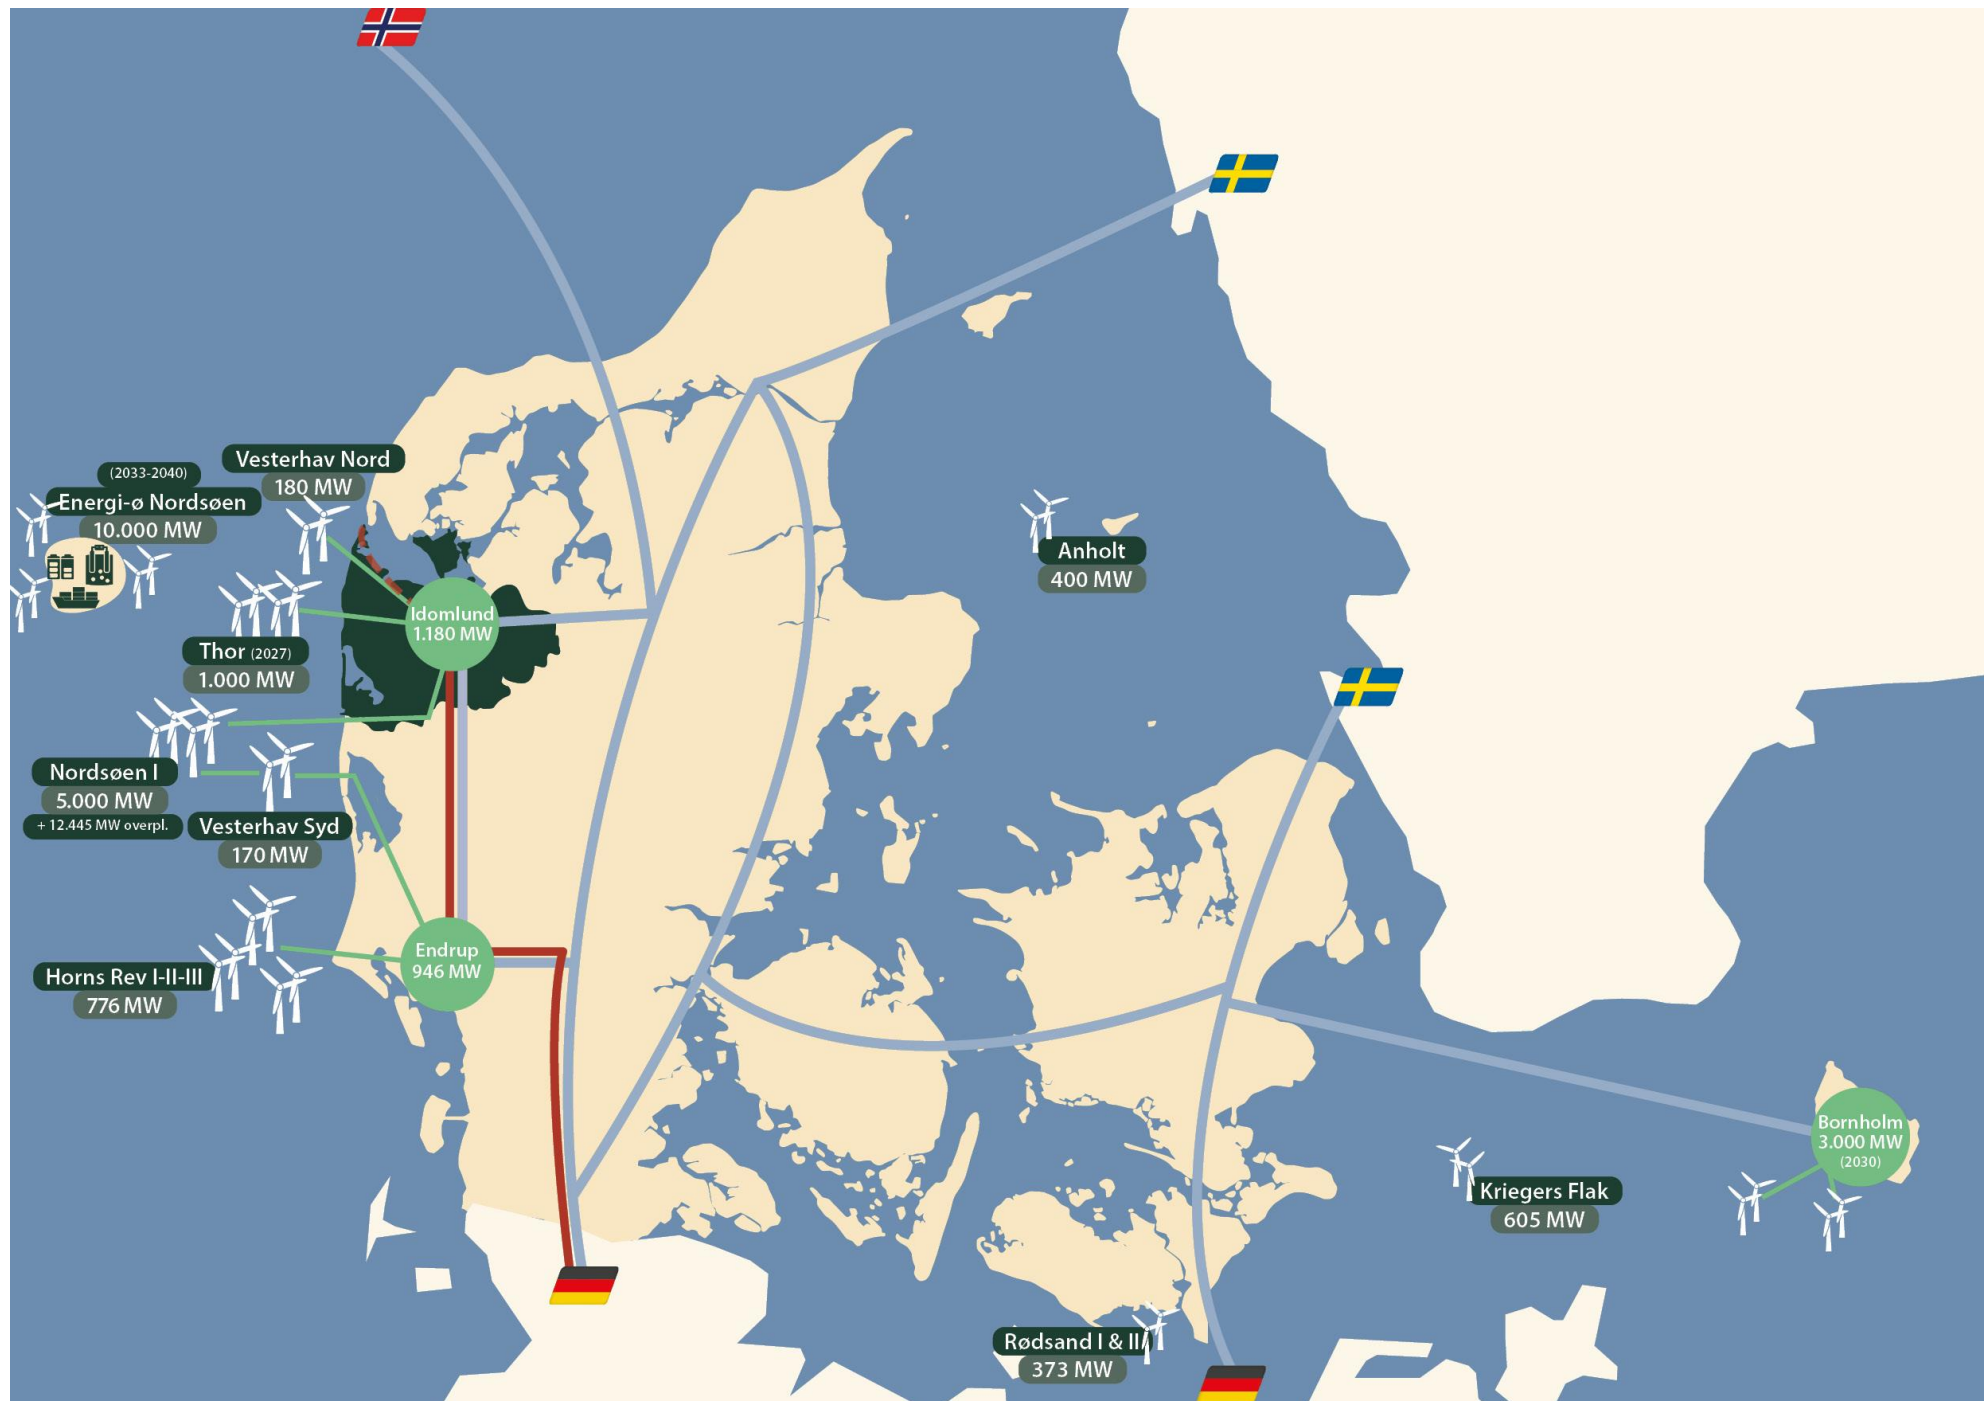 Vesterhav Nord
180 MW
(2033-2040)
Energi-ø Nordsøen
10.000 MW
Anholt
400 MW
Idomlund
1.180 MW
Thor (2027)
1.000 MW
Nordsøen I
5.000 MW
+ 12.445 MW overpl.
Vesterhav Syd
170 MW
Endrup
946 MW
Horns Rev I-II-III
776 MW
Bornholm
3.000 MW
(2030)
Kriegers Flak
605 MW
Rødsand I & II
373 MW